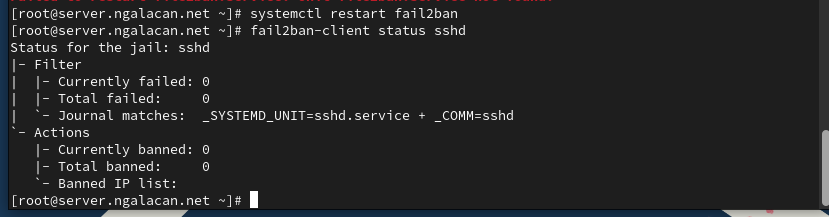 [root@server.ngalacan.net ~]# systemctl restart fail2ban
[root@server.ngalacan.net ~]# fail2ban-client status sshd
Status for the jail: sshd
|- Filter
|  |- Currently failed: 0
|  |- Total failed:     0
|  `- Journal matches:  _SYSTEMD_UNIT=sshd.service + _COMM=sshd
`- Actions
   |- Currently banned: 0
   |- Total banned:     0
   `- Banned IP list:
[root@server.ngalacan.net ~]#